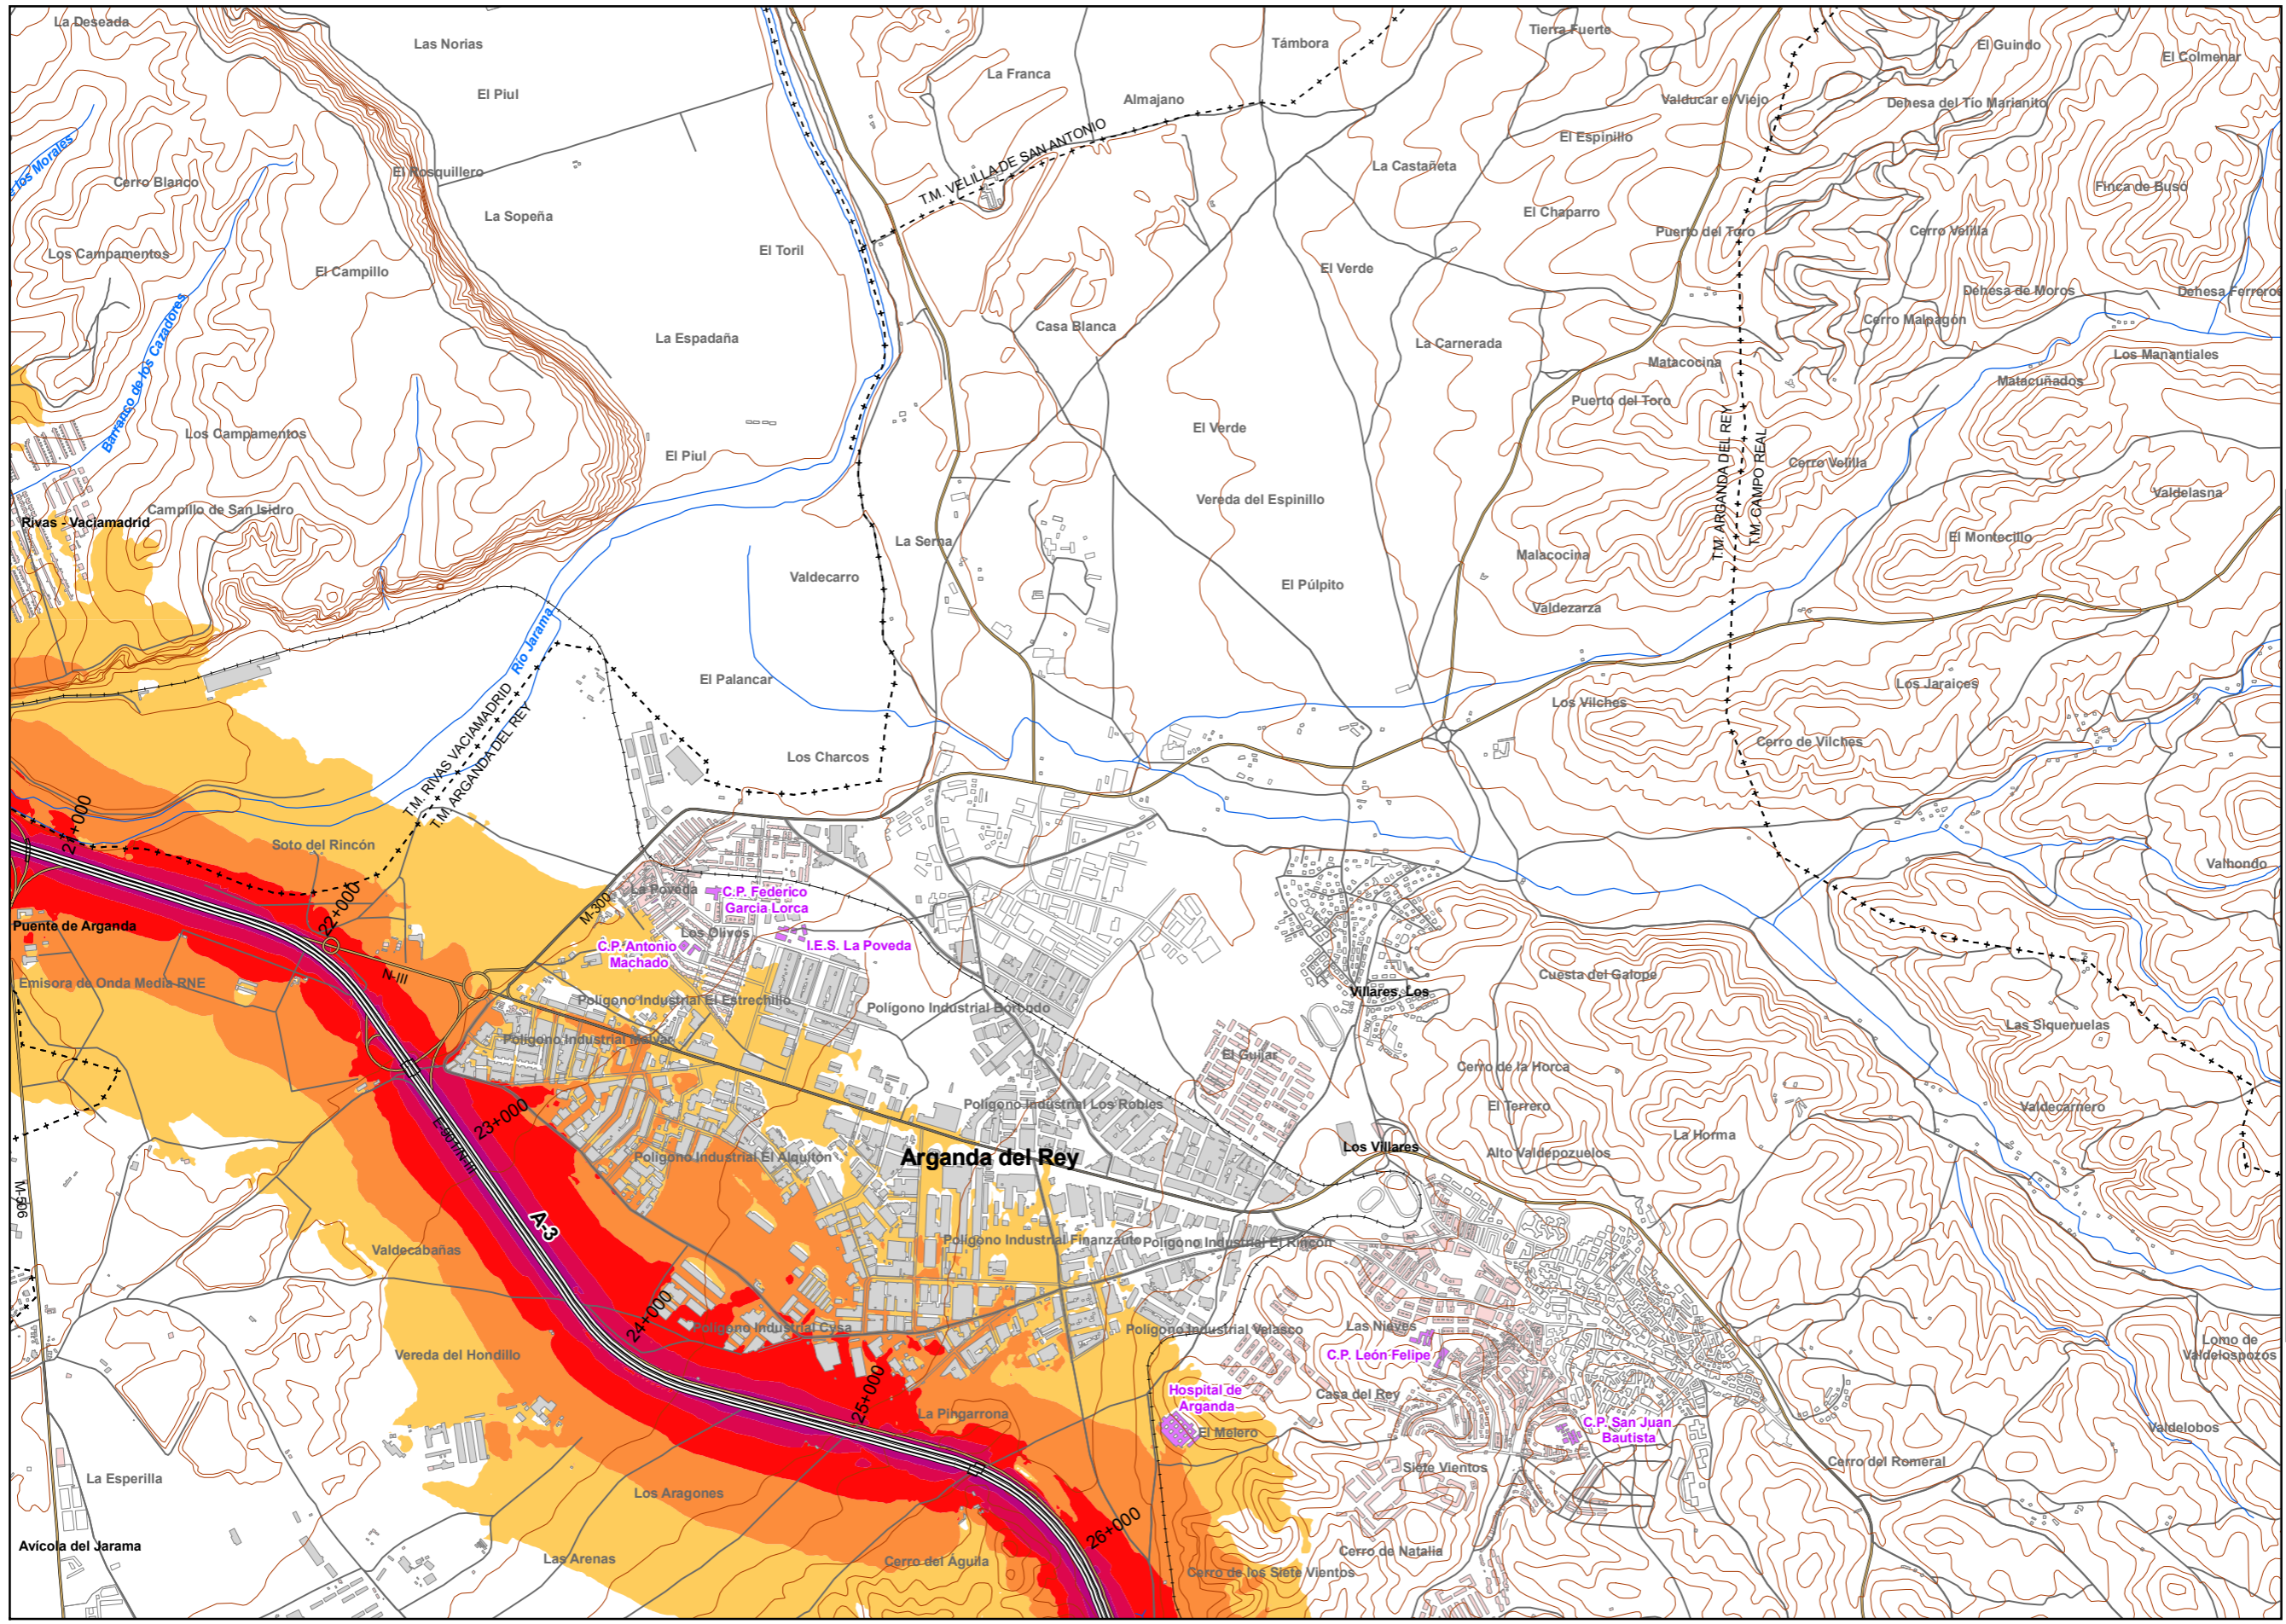 La Deseada
Las Norias
El Piul
La Franca
Támbora
Almajano
Tierra Fuerte
El Guindo
El Colmenar
Valducar el Viejo
Dehesa del Tío Marianito
El Espinillo
los Morales
Cerro Blanco
El Rosquillero
La Sopeña
T.M. VELILLA DE SAN ANTONIO
La Castañeta
El Chaparro
Finca de Busó
Los Campamentos
El Campillo
El Toril
El Verde
Puerto del Toro
Cerro Velilla
Dehesa de Moros
Dehesa Ferreros
Barranco de los Cazadores
La Espadaña
Casa Blanca
La Carnerada
Cerro Malpagón
Matacocina
Los Manantiales
Matacuñados
Puerto del Toro
Los Campamentos
El Piul
El Verde
T.M. ARGANDA DEL REY
T.M. CAMPO REAL
Cerro Velilla
Valdelasna
Vereda del Espinillo
Campillo de San Isidro
Rivas - Vaciamadrid
La Serna
El Montecillo
Malacocina
Valdecarro
El Púlpito
Valdezarza
Río Jarama
El Palancar
T.M. RIVAS VACIAMADRID
T.M. ARGANDA DEL REY
Los Jaraices
Los Vilches
Cerro de Vilches
Los Charcos
21+000
Soto del Rincón
Valhondo
La Poveda
C.P. Federico
Garcia Lorca
22+000
M-300
Puente de Arganda
Los Olivos
C.P. Antonio
Machado
I.E.S. La Poveda
N-III
Emisora de Onda Media RNE
Cuesta del Galope
Villares, Los
Polígono Industrial El Estrechillo
Polígono Industrial Borondo
Las Siqueruelas
Polígono Industrial Malvar
El Guijar
Cerro de la Horca
23+000
Polígono Industrial Los Robles
El Terrero
Valdecarnero
La Horma
E-901/N-III
Polígono Industrial El Alquitón
Arganda del Rey
Los Villares
Alto Valdepozuelos
M-506
A-3
Valdecabañas
Polígono Industrial Finanzauto
Polígono Industrial El Rincón
24+000
Polígono Industrial Cysa
Polígono Industrial Velasco
Las Nieves
Lomo de
Valdelospozos
Vereda del Hondillo
C.P. León Felipe
25+000
Hospital de
Arganda
Casa del Rey
La Pingarrona
C.P. San Juan
Bautista
El Melero
Valdelobos
Cerro del Romeral
La Esperilla
Siete Vientos
Los Aragones
26+000
Avícola del Jarama
Las Arenas
Cerro del Águila
Cerro de Natalia
Cerro de los Siete Vientos